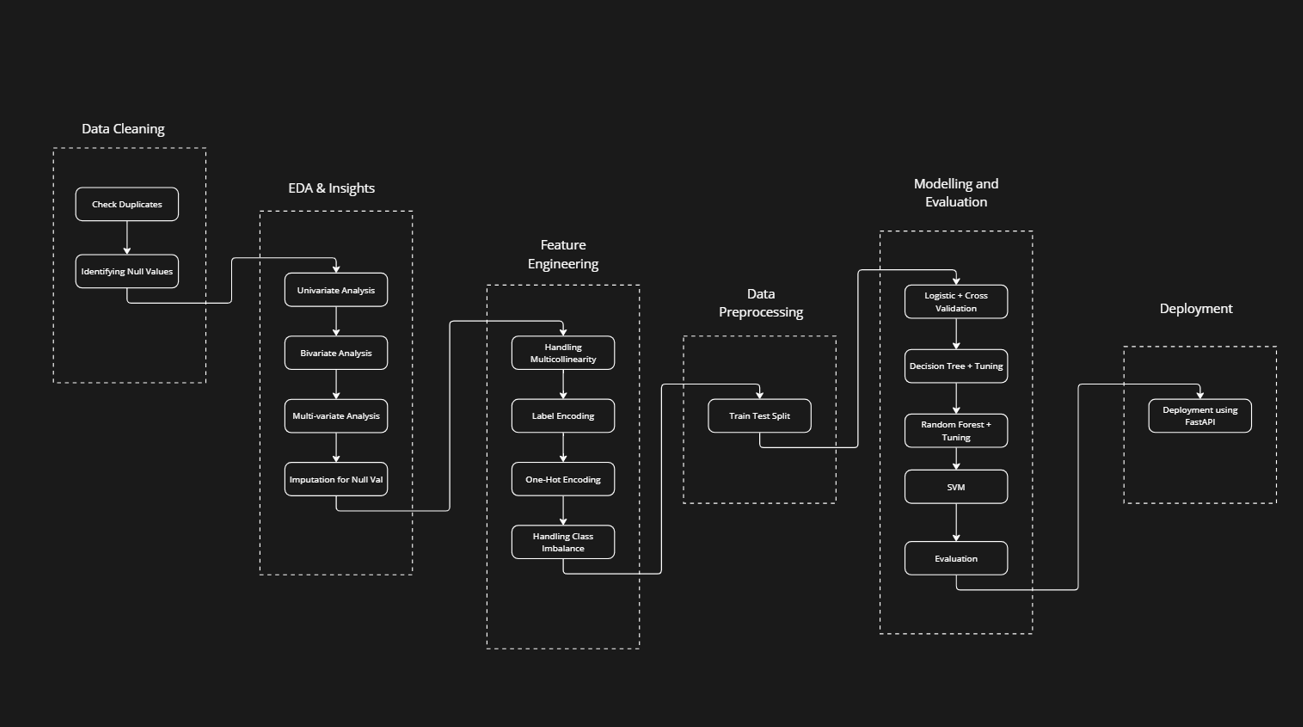 Data Cleaning
Check Duplicates
Identifying Null Values
EDA & Insights
Univariate Analysis
Bivariate Analysis
Multi-variate Analysis
Imputation for Null Val
Feature
Engineering
Handling
Multicollinearity
Label Encoding
One-Hot Encoding
Handling Class
Imbalance
Data
Preprocessing
Train Test Split
Modelling and
Evaluation
Logistic + Cross
Validation
Decision Tree + Tuning
Random Forest +
Tuning
SVM
Evaluation
Deployment
Deployment using
FastAPI